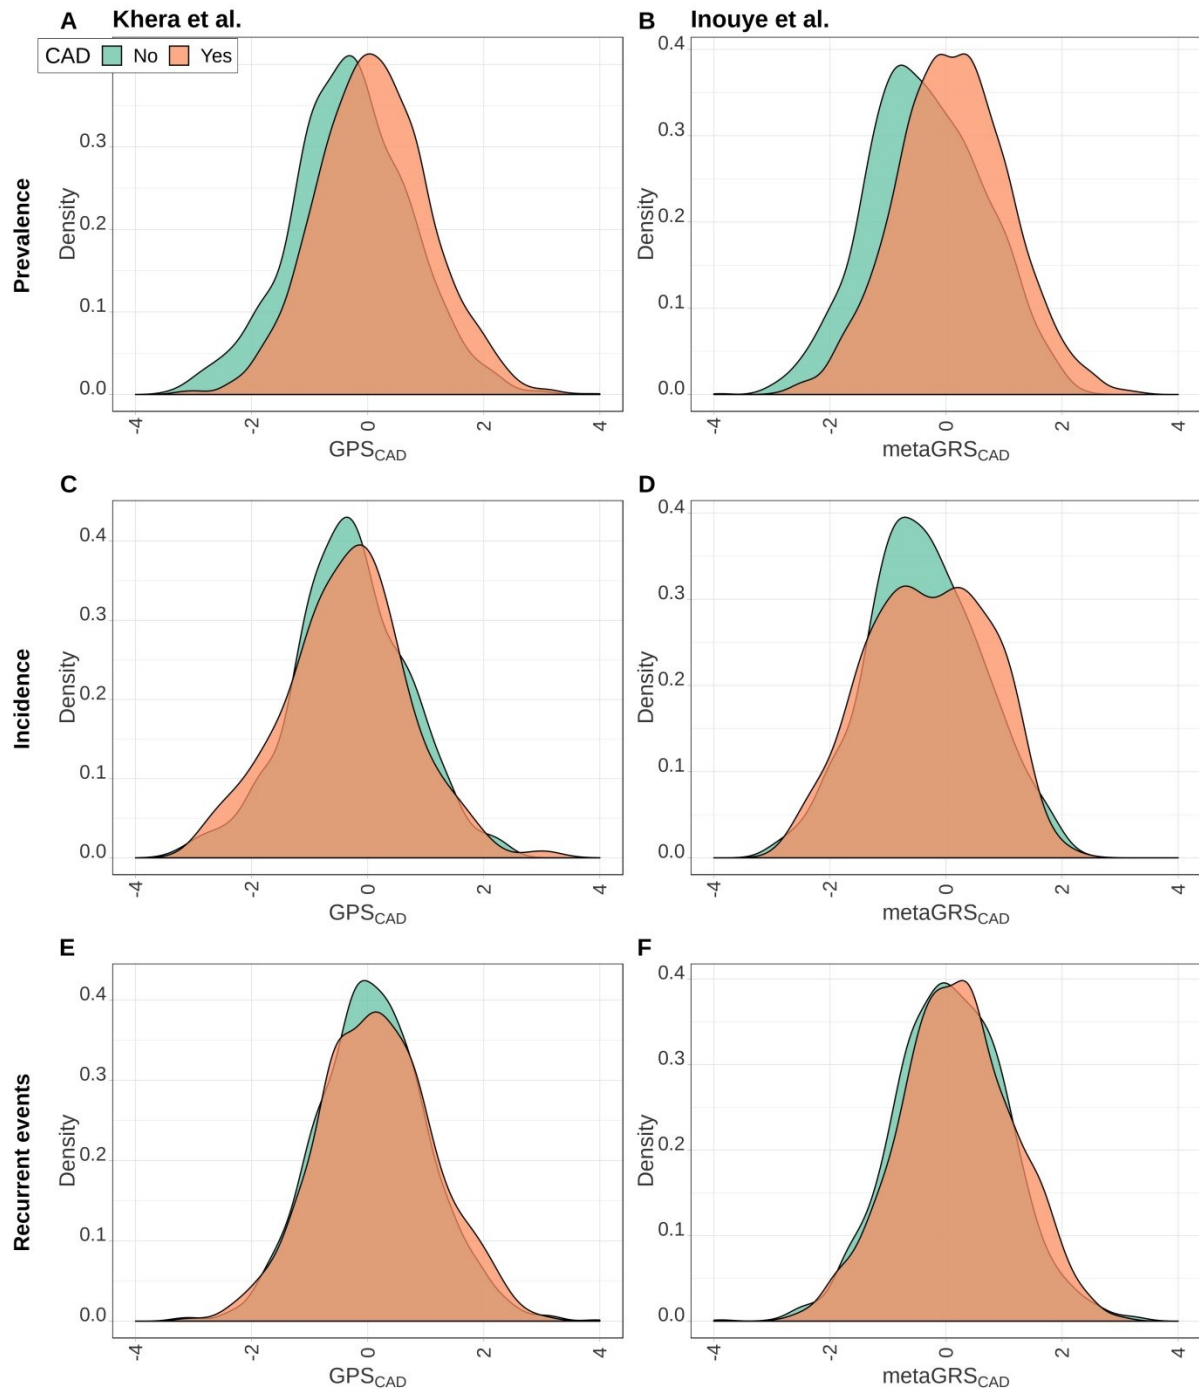 A Khera et al.
B Inouye et al.
CAD No Yes
Prevalence
Density
0.3
0.2
0.1
0.0
-4 -2 0 2 4
GPSCAD
Density
0.4
0.3
0.2
0.1
0.0
-4 -2 0 2 4
metaGRSCAD
C
D
Incidence
Density
0.4
0.3
0.2
0.1
0.0
-4 -2 0 2 4
GPSCAD
Density
0.4
0.3
0.2
0.1
0.0
-4 -2 0 2 4
metaGRSCAD
E
F
Recurrent events
Density
0.4
0.3
0.2
0.1
0.0
-4 -2 0 2 4
GPSCAD
Density
0.4
0.3
0.2
0.1
0.0
-4 -2 0 2 4
metaGRSCAD